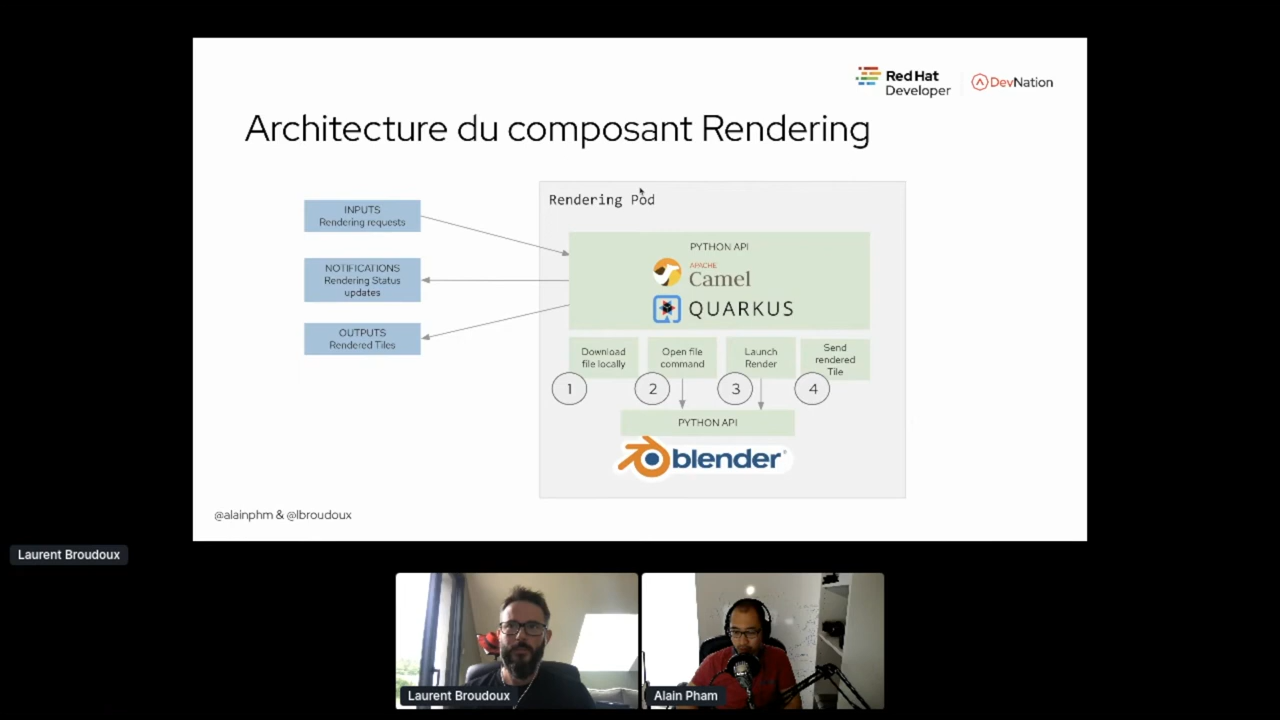 Red Hat
Developer
DevNation
Architecture du composant Rendering
INPUTS
Rendering requests
NOTIFICATIONS
Rendering Status
updates
OUTPUTS
Rendered Tiles
Rendering Pod
PYTHON API
APACHE
Camel
QUARKUS
Download
file locally
Open file
command
Launch
Render
Send
rendered
Tile
1
2
3
4
PYTHON API
blender
@alainphm & @lbroudoux
Laurent Broudoux
Laurent Broudoux
Alain Pham